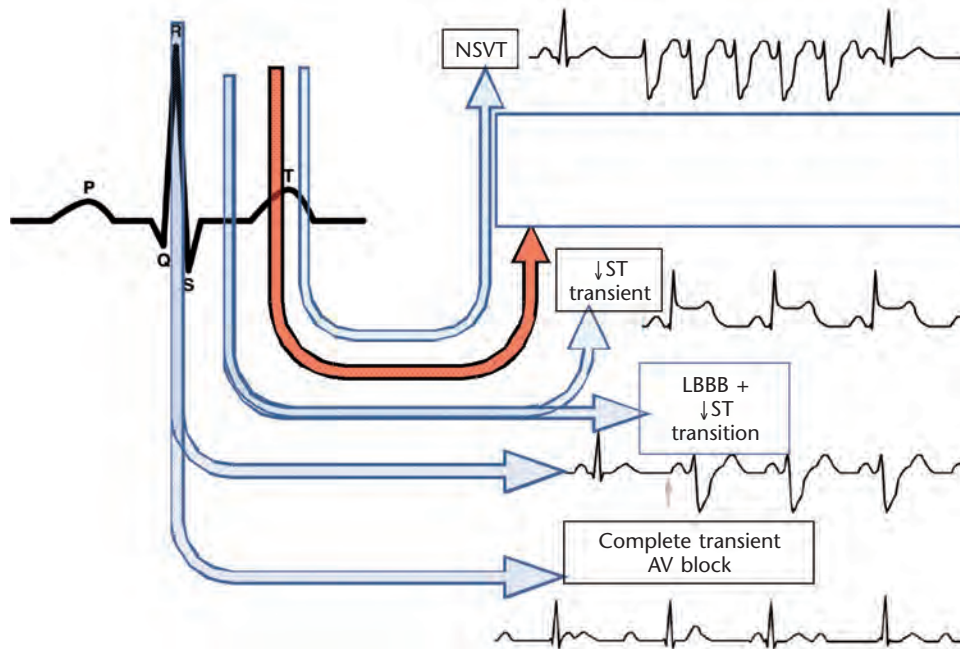 R
NSVT
P
T
Q
S
↓ST
transient
LBBB +
↓ST
transition
Complete transient
AV block